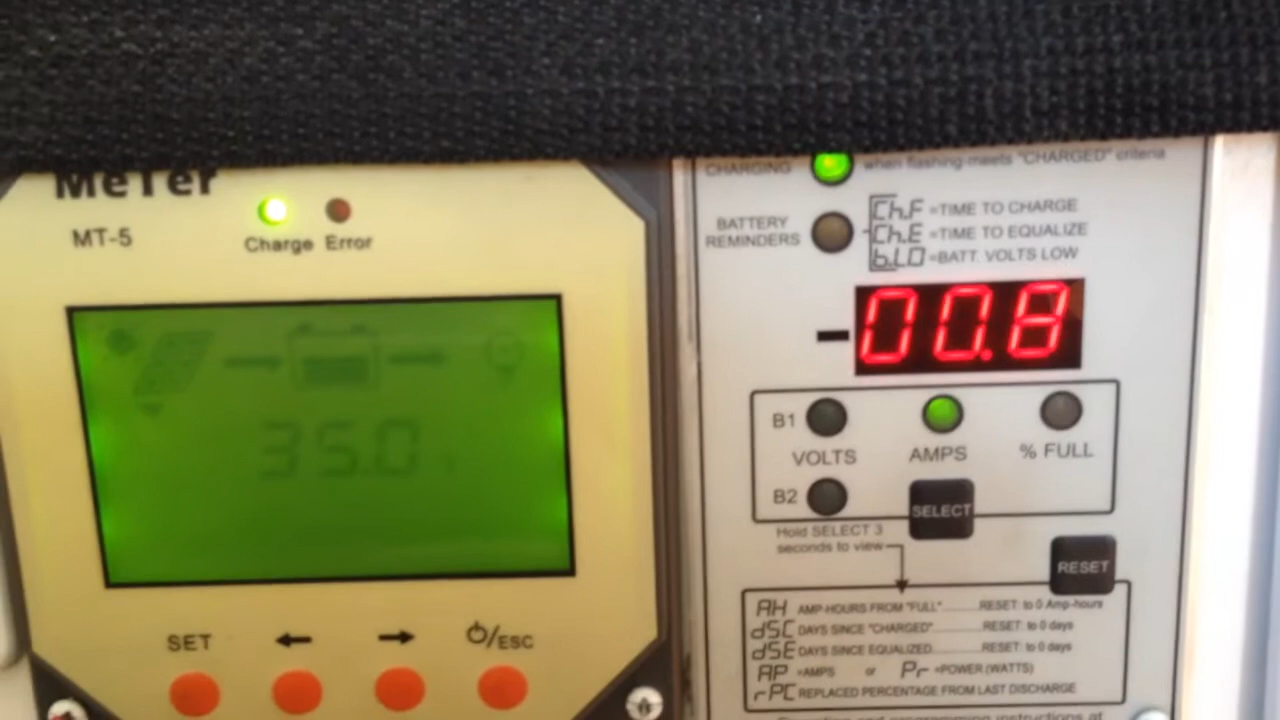 MeTer
MT-5
Charge Error
35.0
SET ← → ⏻/ESC
CHARGING when flashing-meets "CHARGED" criteria
BATTERY REMINDERS
Ch.F =TIME TO CHARGE
Ch.E =TIME TO EQUALIZE
b.LO =BATT. VOLTS LOW
-00.8
B1
VOLTS AMPS % FULL
B2
SELECT
Hold SELECT 3
seconds to view
RESET
AH AMP-HOURS FROM "FULL"........RESET: to 0 Amp-hours
dSC DAYS SINCE "CHARGED"..........RESET: to 0 days
dSE DAYS SINCE EQUALIZED..........RESET: to 0 days
AP =AMPS or Pr =POWER (WATTS)
rPC REPLACED PERCENTAGE FROM LAST DISCHARGE